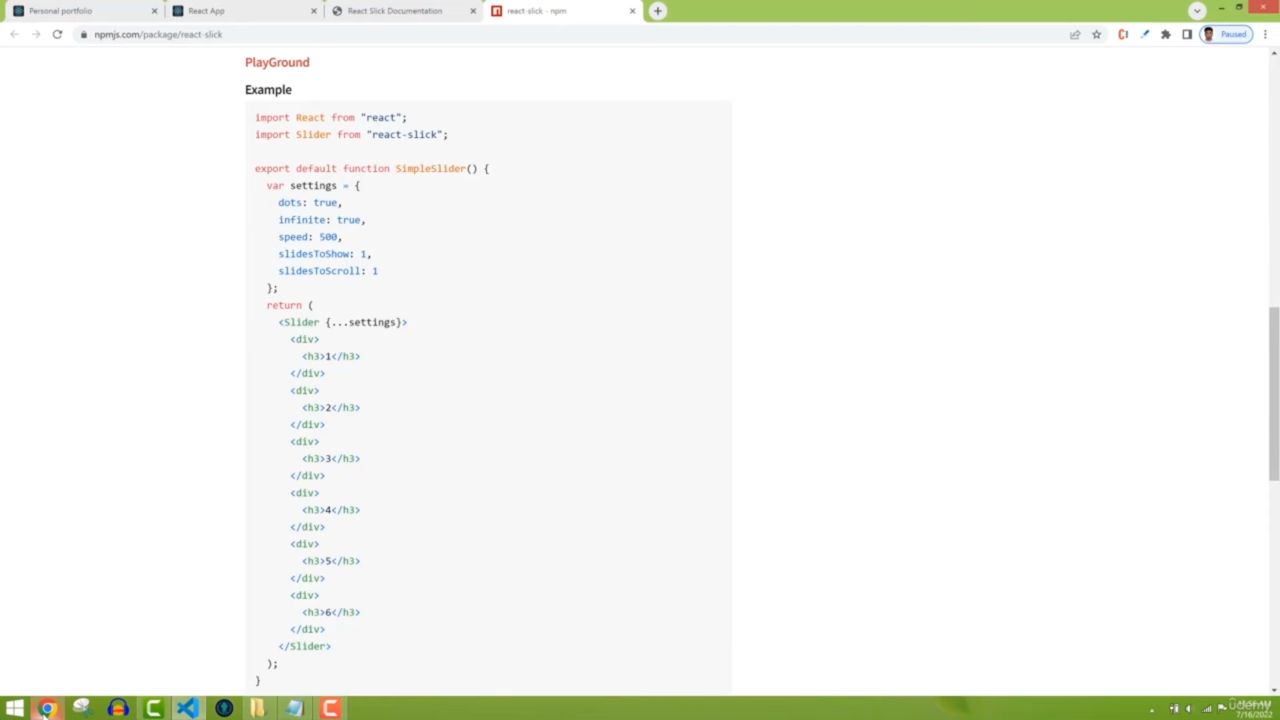 Personal portfolio
React App
React Slick Documentation
react-slick - npm
npmjs.com/package/react-slick
Paused
PlayGround
Example
import React from "react";
import Slider from "react-slick";
export default function SimpleSlider() {
var settings = {
dots: true,
infinite: true,
speed: 500,
slidesToShow: 1,
slidesToScroll: 1
};
return (
<Slider {...settings}>
<div>
<h3>1</h3>
</div>
<div>
<h3>2</h3>
</div>
<div>
<h3>3</h3>
</div>
<div>
<h3>4</h3>
</div>
<div>
<h3>5</h3>
</div>
<div>
<h3>6</h3>
</div>
</Slider>
);
}
udemy
7/16/2022